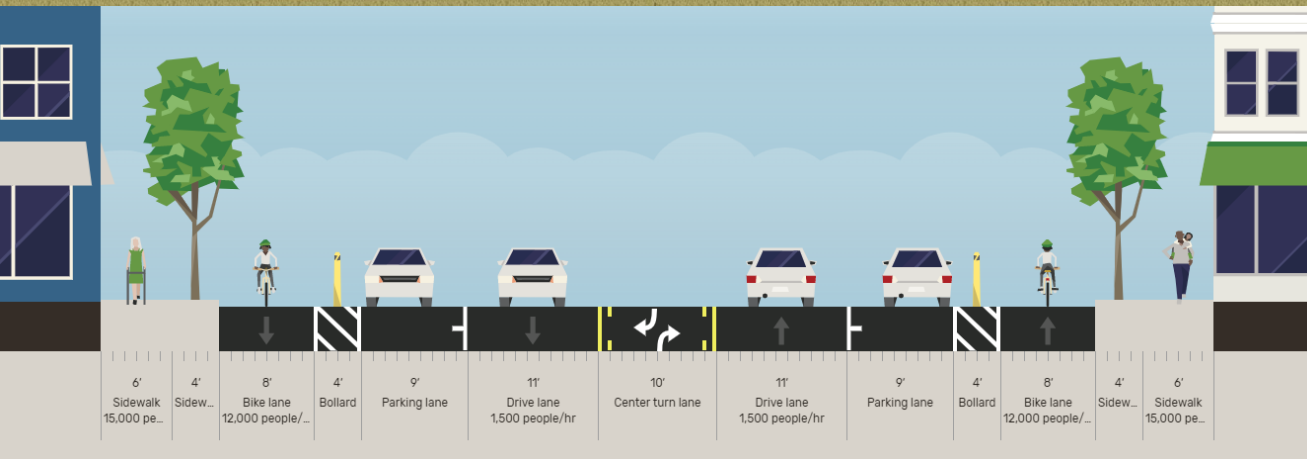 6'
Sidewalk
15,000 pe...
4'
Sidew...
8'
Bike lane
12,000 people/...
4'
Bollard
9'
Parking lane
11'
Drive lane
1,500 people/hr
10'
Center turn lane
11'
Drive lane
1,500 people/hr
9'
Parking lane
4'
Bollard
8'
Bike lane
12,000 people/...
4'
Sidew...
6'
Sidewalk
15,000 pe...